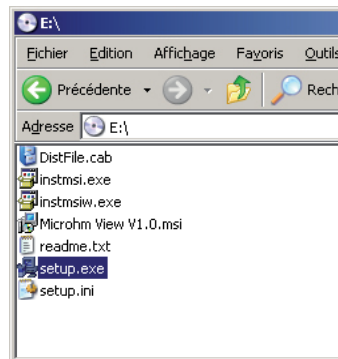 E:\
Fichier Edition Affichage Favoris Outils
Précédente Rech
Adresse E:\
DistFile.cab
instmsi.exe
instmsiw.exe
Microhm View V1.0.msi
readme.txt
setup.exe
setup.ini